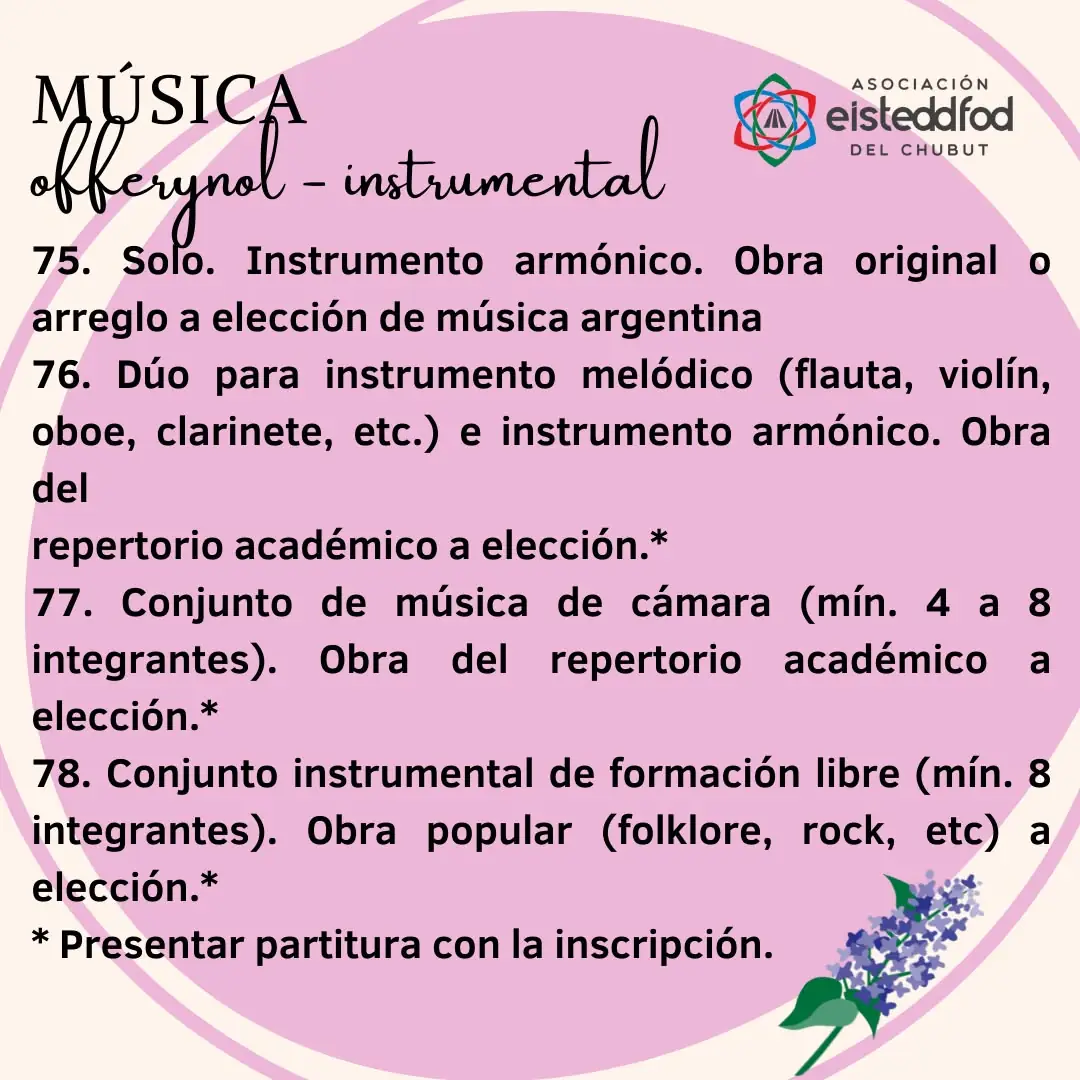 MÚSICA
offerynol - instrumental
ASOCIACIÓN
eisteddfod
DEL CHUBUT
75. Solo. Instrumento armónico. Obra original o
arreglo a elección de música argentina
76. Dúo para instrumento melódico (flauta, violín,
oboe, clarinete, etc.) e instrumento armónico. Obra
del
repertorio académico a elección.*
77. Conjunto de música de cámara (mín. 4 a 8
integrantes). Obra del repertorio académico a
elección.*
78. Conjunto instrumental de formación libre (mín. 8
integrantes). Obra popular (folklore, rock, etc) a
elección.*
* Presentar partitura con la inscripción.